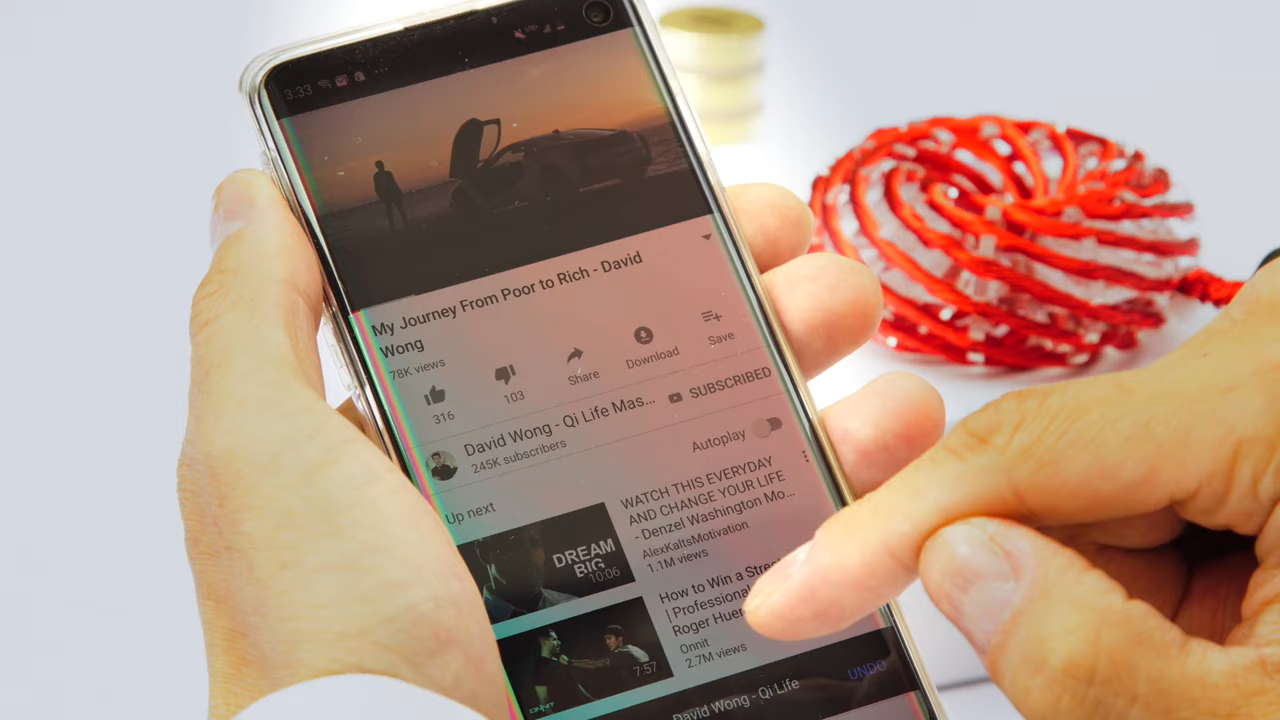 3:33
My Journey From Poor to Rich - David
Wong
78K views
316
103
Share
Download
Save
David Wong - Qi Life Mas...
245K subscribers
SUBSCRIBED
Autoplay
Up next
DREAM
BIG
10:06
WATCH THIS EVERYDAY
AND CHANGE YOUR LIFE
- Denzel Washington Mo...
AlexKaltsMotivation
1.1M views
7:57
ONNIT
How to Win a Street
| Professional
Roger Huer
Onnit
2.7M views
David Wong - Qi Life
UNDO